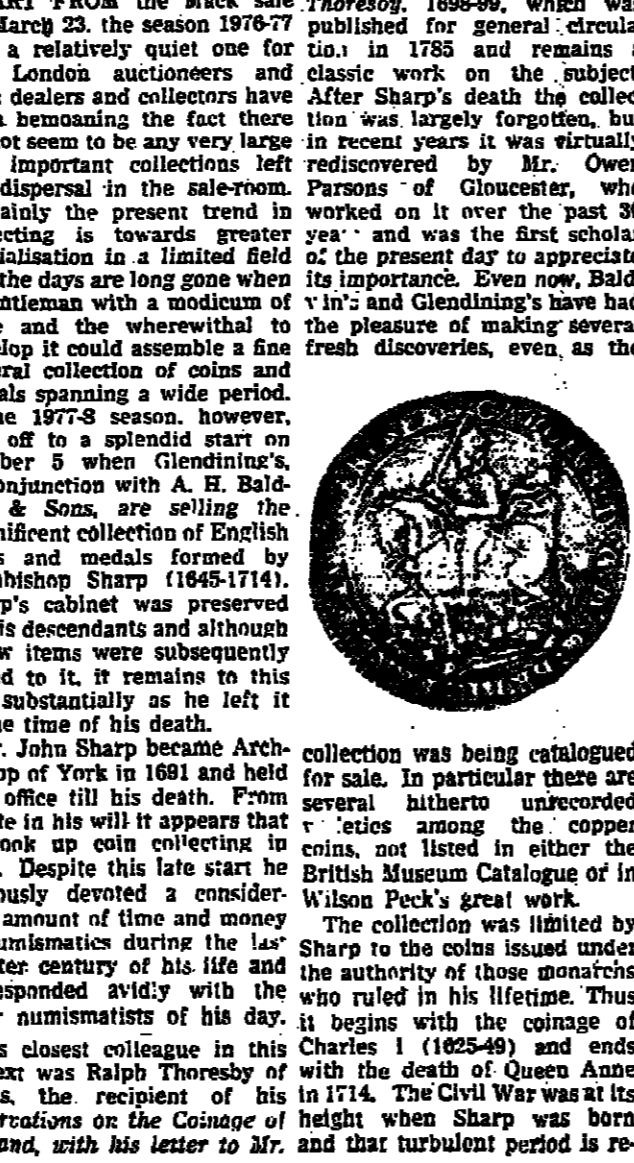 ART FROM the Black sale
March 23. the season 1976-77
a relatively quiet one for
London auctioneers and
dealers and collectors have
bemoaning the fact there
ot seem to be any very large
important collections left
dispersal in the sale-room.
ainly the present trend in
ecting is towards greater
ialisation in a limited field
the days are long gone when
ntleman with a modicum of
and the wherewithal to
elop it could assemble a fine
eral collection of coins and
als spanning a wide period.
he 1977-8 season. however,
off to a splendid start on
ber 5 when Glendining's,
onjunction with A. H. Bald-
& Sons, are selling the
nificent collection of English
s and medals formed by
hbishop Sharp (1645-1714).
p's cabinet was preserved
is descendants and although
w items were subsequently
d to it, it remains to this
substantially as he left it
e time of his death.
r. John Sharp became Arch-
op of York in 1691 and held
office till his death. From
te in his will it appears that
ook up coin collecting in
. Despite this late start he
ously devoted a consider-
amount of time and money
umismatics during the las
ter century of his life and
esponded avidly with the
r numismatists of his day.
s closest colleague in this
ext was Ralph Thoresby of
s, the recipient of his
rvations on the Coinage of
and, with his letter to Mr.
Thoresby, 1698-99, which was
published for general circula
tion in 1785 and remains a
classic work on the subject
After Sharp's death the collec
tion was largely forgotten, but
in recent years it was virtually
rediscovered by Mr. Owen
Parsons of Gloucester, who
worked on it over the past 30
yea and was the first scholar
of the present day to appreciate
its importance. Even now, Bald
v in's and Glendining's have had
the pleasure of making several
fresh discoveries, even as the
collection was being catalogued
for sale. In particular there are
several hitherto unrecorded
v ieties among the copper
coins, not listed in either the
British Museum Catalogue or in
Wilson Peck's great work.
The collection was limited by
Sharp to the coins issued under
the authority of those monarchs
who ruled in his lifetime. Thus
it begins with the coinage of
Charles I (1625-49) and ends
with the death of Queen Anne
in 1714. The Civil War was at its
height when Sharp was born
and that turbulent period is re-